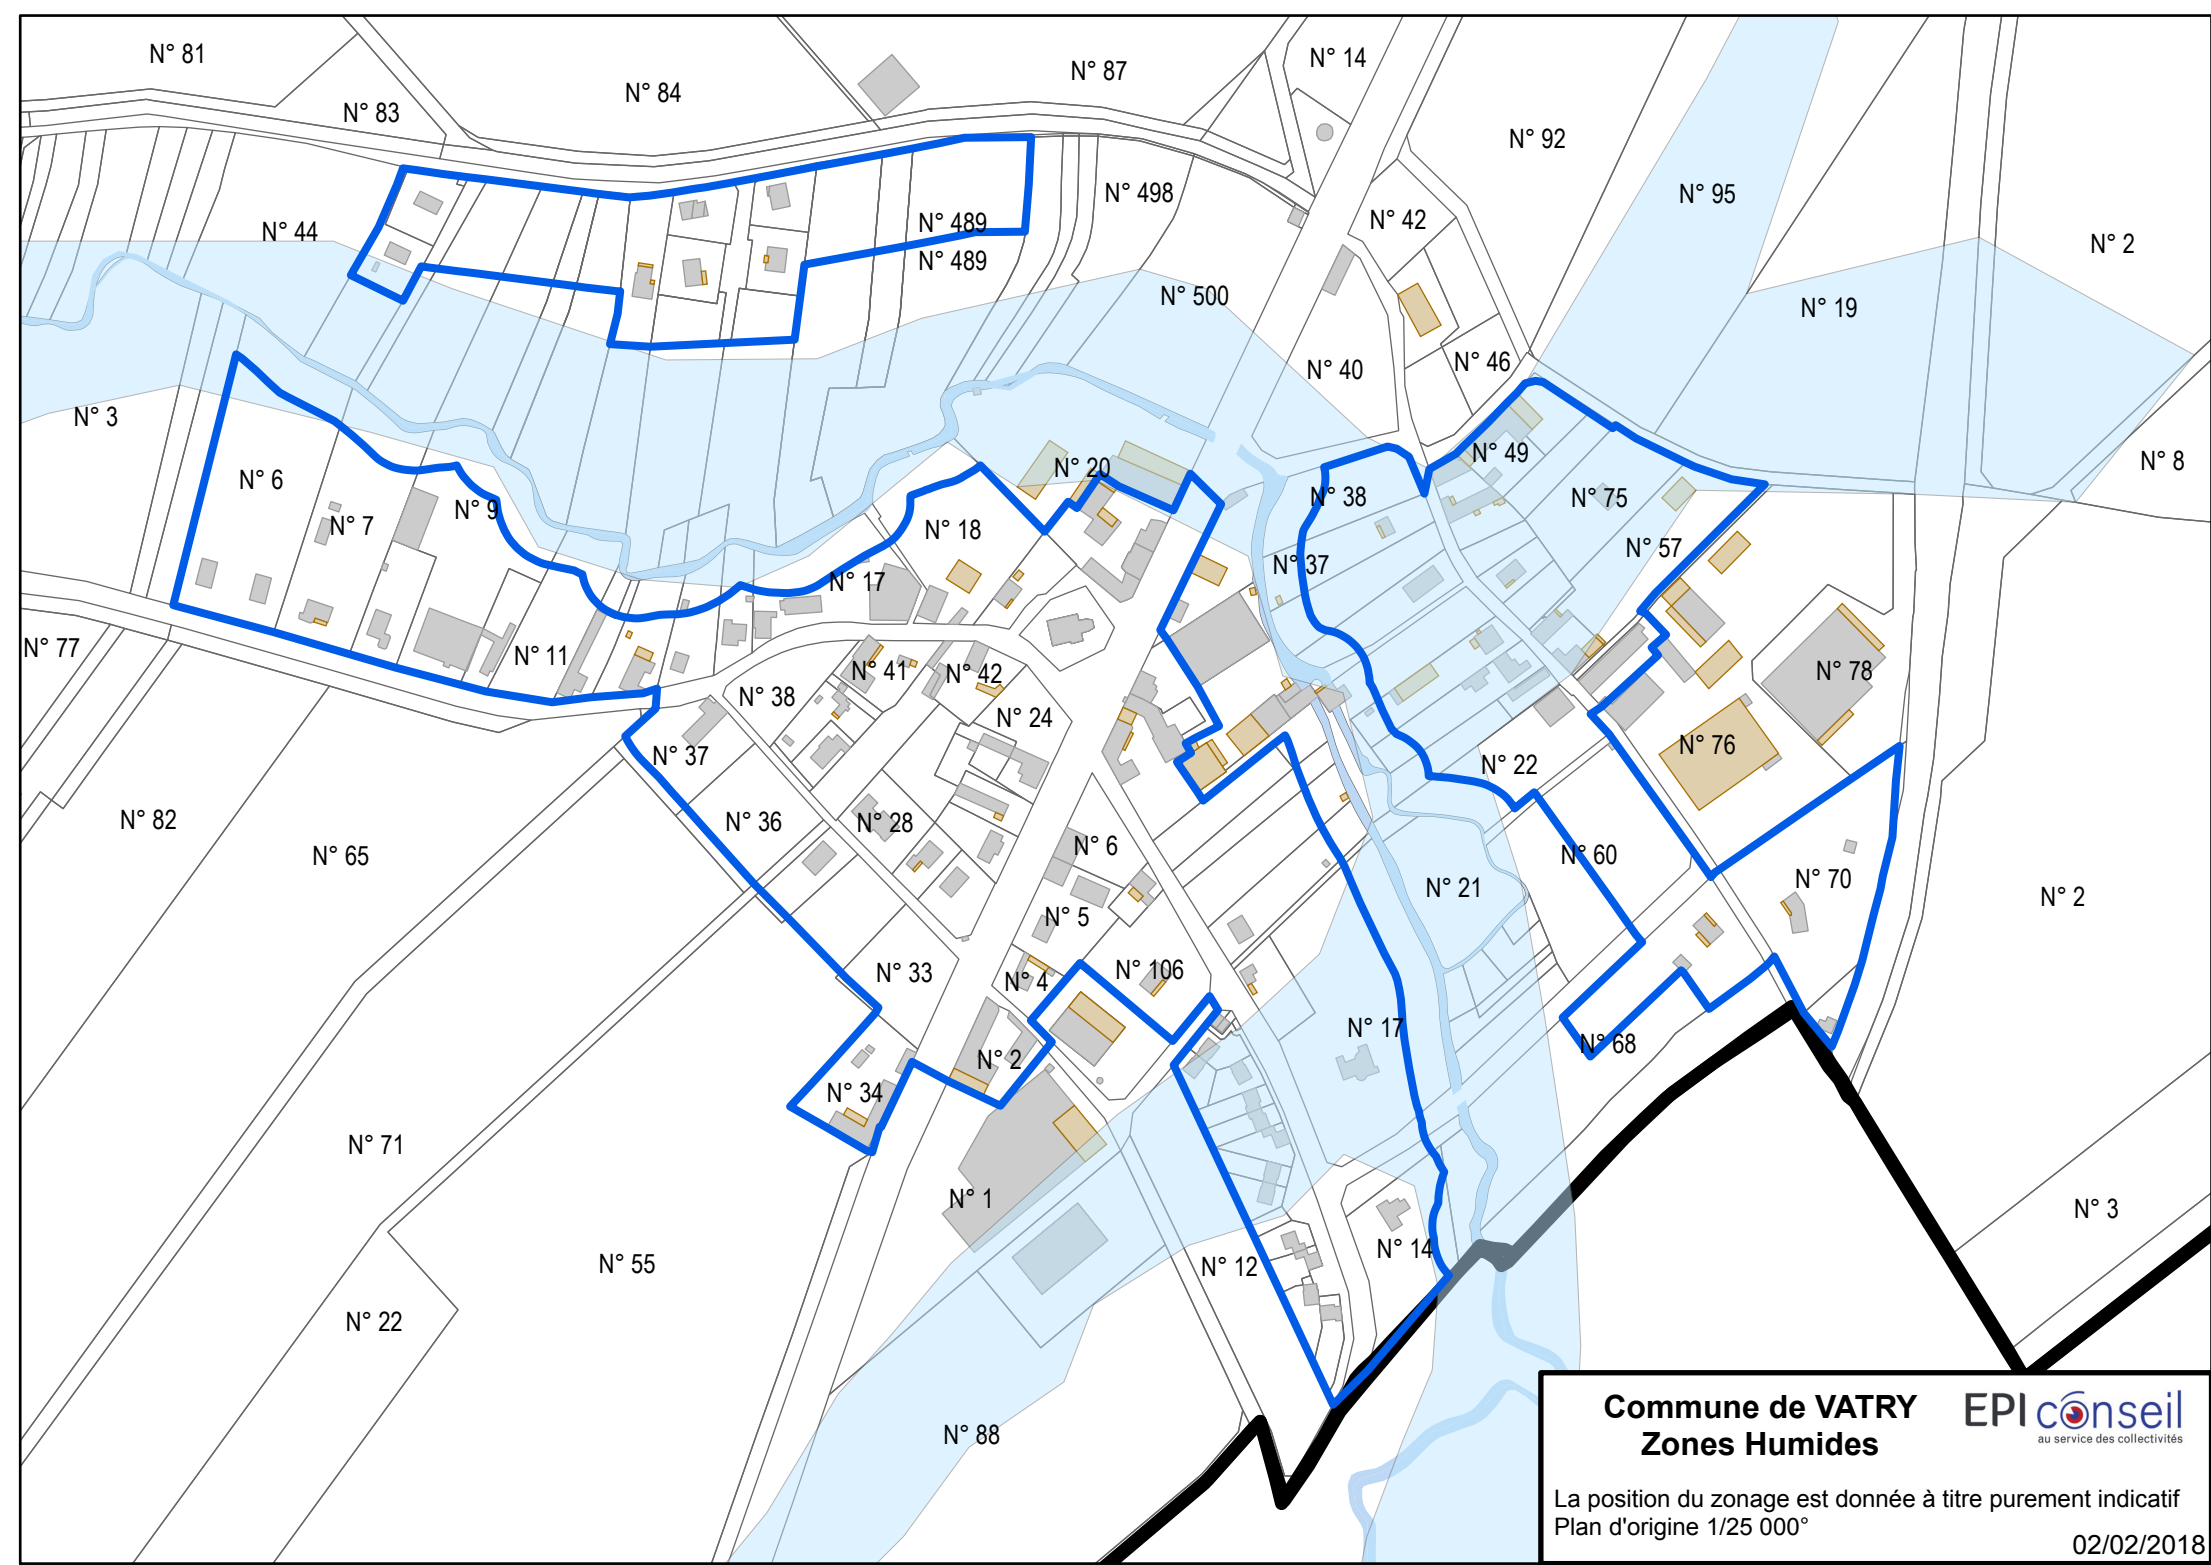 N° 81
N° 83
N° 84
N° 87
N° 14
N° 92
N° 95
N° 2
N° 44
N° 489
N° 489
N° 498
N° 42
N° 500
N° 19
N° 40
N° 46
N° 3
N° 6
N° 7
N° 9
N° 20
N° 18
N° 38
N° 49
N° 75
N° 8
N° 57
N° 37
N° 17
N° 77
N° 11
N° 38
N° 41
N° 42
N° 24
N° 78
N° 76
N° 22
N° 37
N° 36
N° 28
N° 6
N° 60
N° 82
N° 65
N° 21
N° 70
N° 2
N° 5
N° 33
N° 4
N° 106
N° 17
N° 68
N° 2
N° 34
N° 71
N° 1
N° 55
N° 12
N° 14
N° 3
N° 22
N° 88
Commune de VATRY
Zones Humides
EPI conseil
au service des collectivités
La position du zonage est donnée à titre purement indicatif
Plan d'origine 1/25 000°
02/02/2018